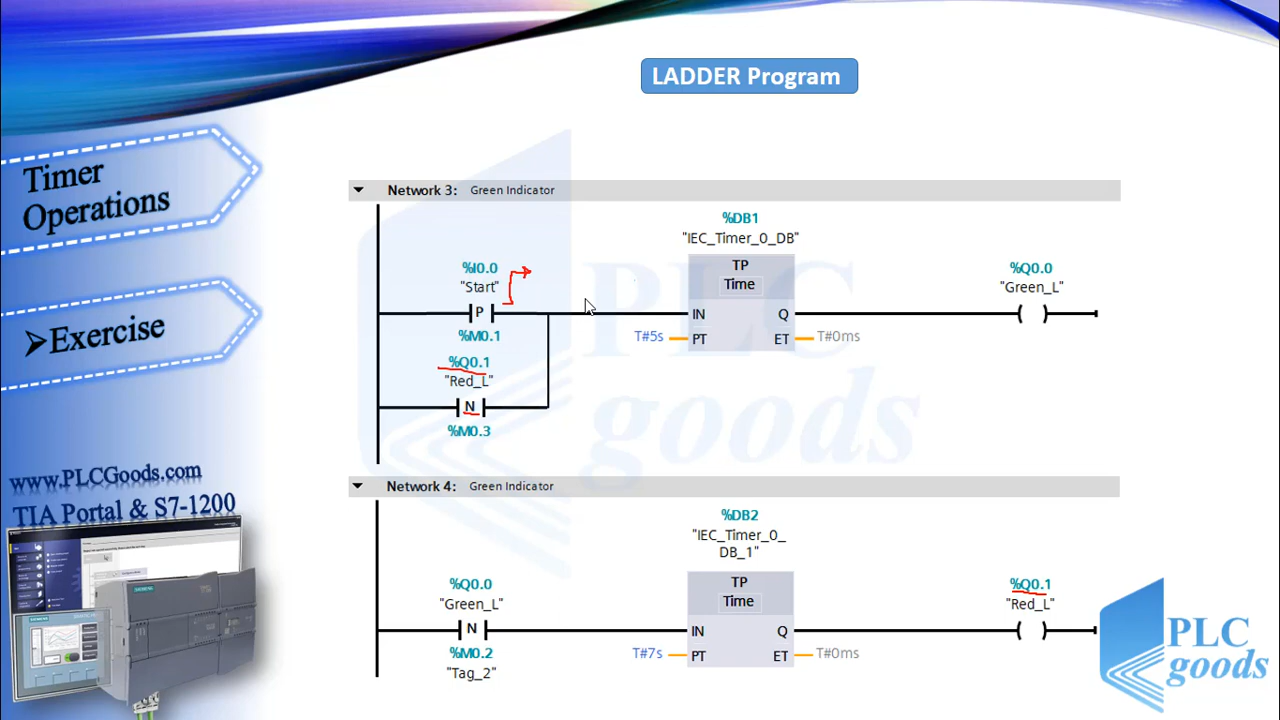 LADDER Program
Timer
Operations
➤Exercise
www.PLCGoods.com
TIA Portal & S7-1200
Network 3: Green Indicator
%DB1
"IEC_Timer_0_DB"
%I0.0
"Start"
P
%M0.1
TP
Time
IN
Q
T#5s
PT
ET
T#0ms
%Q0.0
"Green_L"
%Q0.1
"Red_L"
N
%M0.3
Network 4: Green Indicator
%DB2
"IEC_Timer_0_
DB_1"
%Q0.0
"Green_L"
N
%M0.2
"Tag_2"
TP
Time
IN
Q
T#7s
PT
ET
T#0ms
%Q0.1
"Red_L"
PLC
goods
PLC
goods
SIEMENS